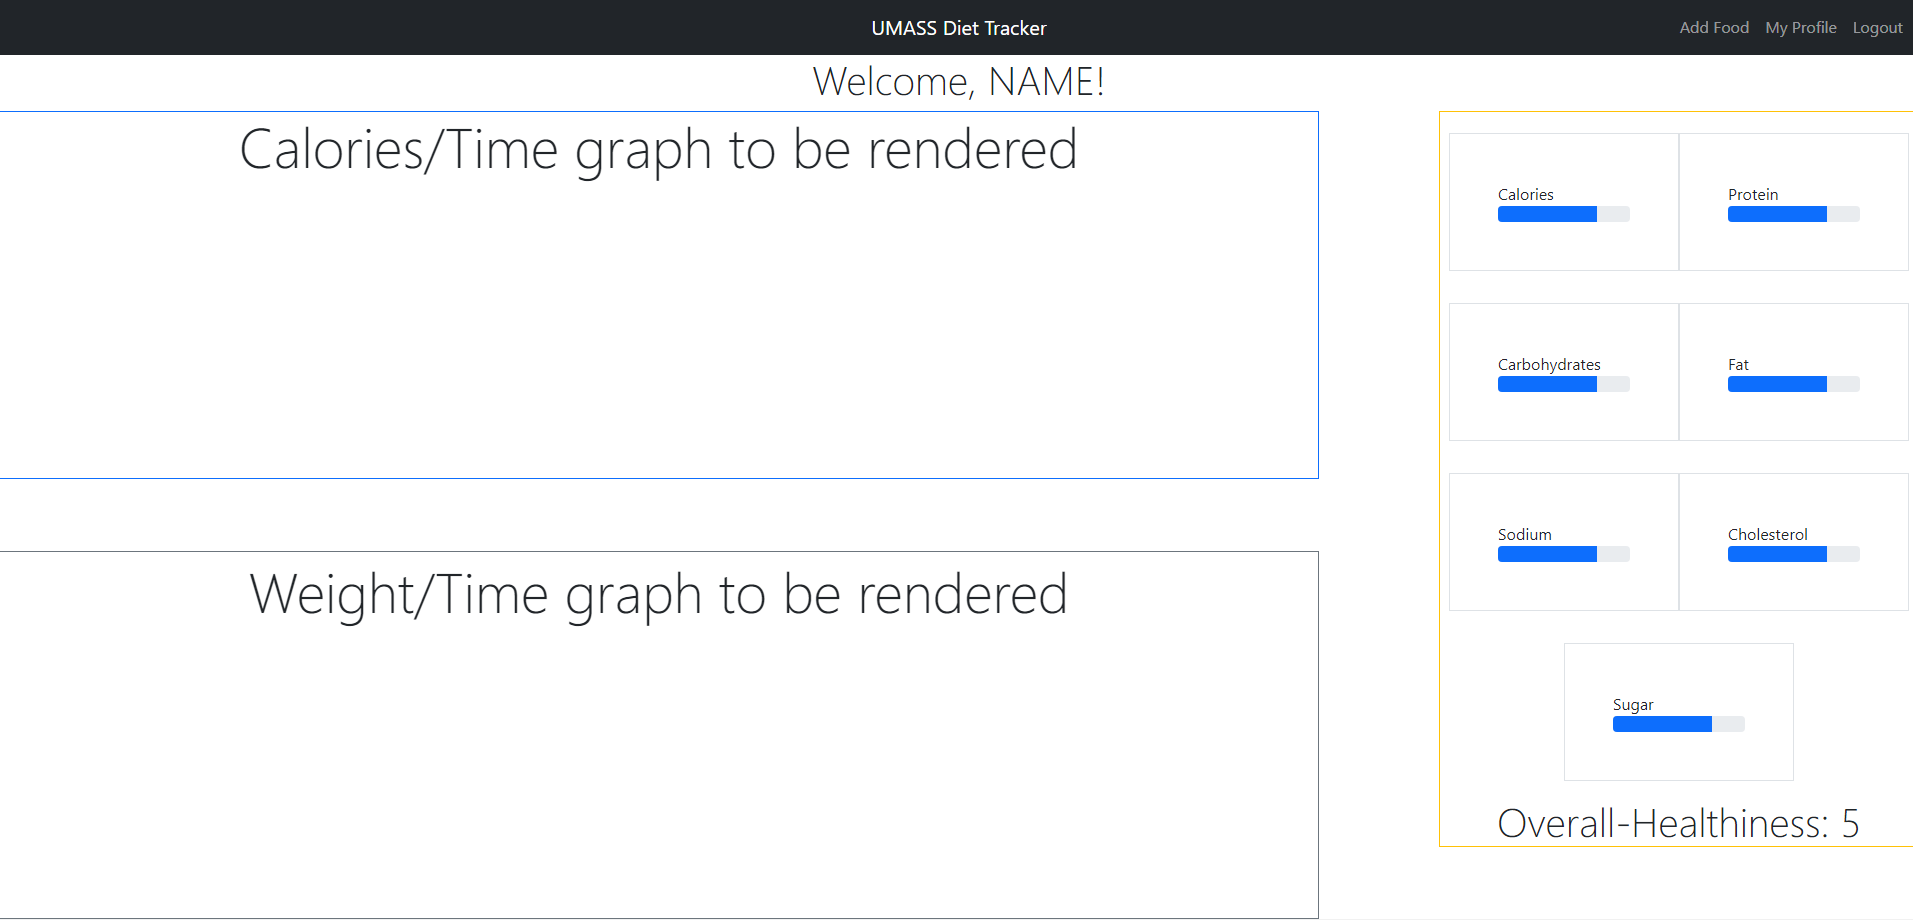 UMASS Diet Tracker
Add Food My Profile Logout
Welcome, NAME!
Calories/Time graph to be rendered
Weight/Time graph to be rendered
Calories
Protein
Carbohydrates
Fat
Sodium
Cholesterol
Sugar
Overall-Healthiness: 5